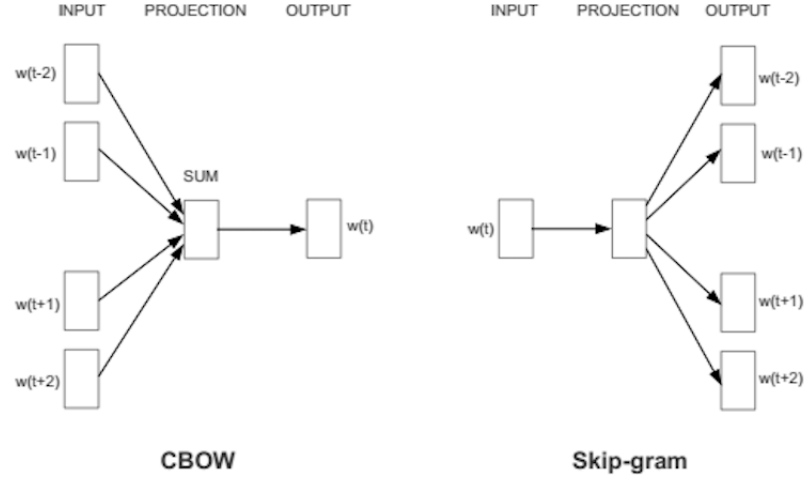 INPUT PROJECTION OUTPUT
w(t-2)
w(t-1)
SUM
w(t)
w(t+1)
w(t+2)
CBOW
INPUT PROJECTION OUTPUT
w(t-2)
w(t-1)
w(t)
w(t+1)
w(t+2)
Skip-gram